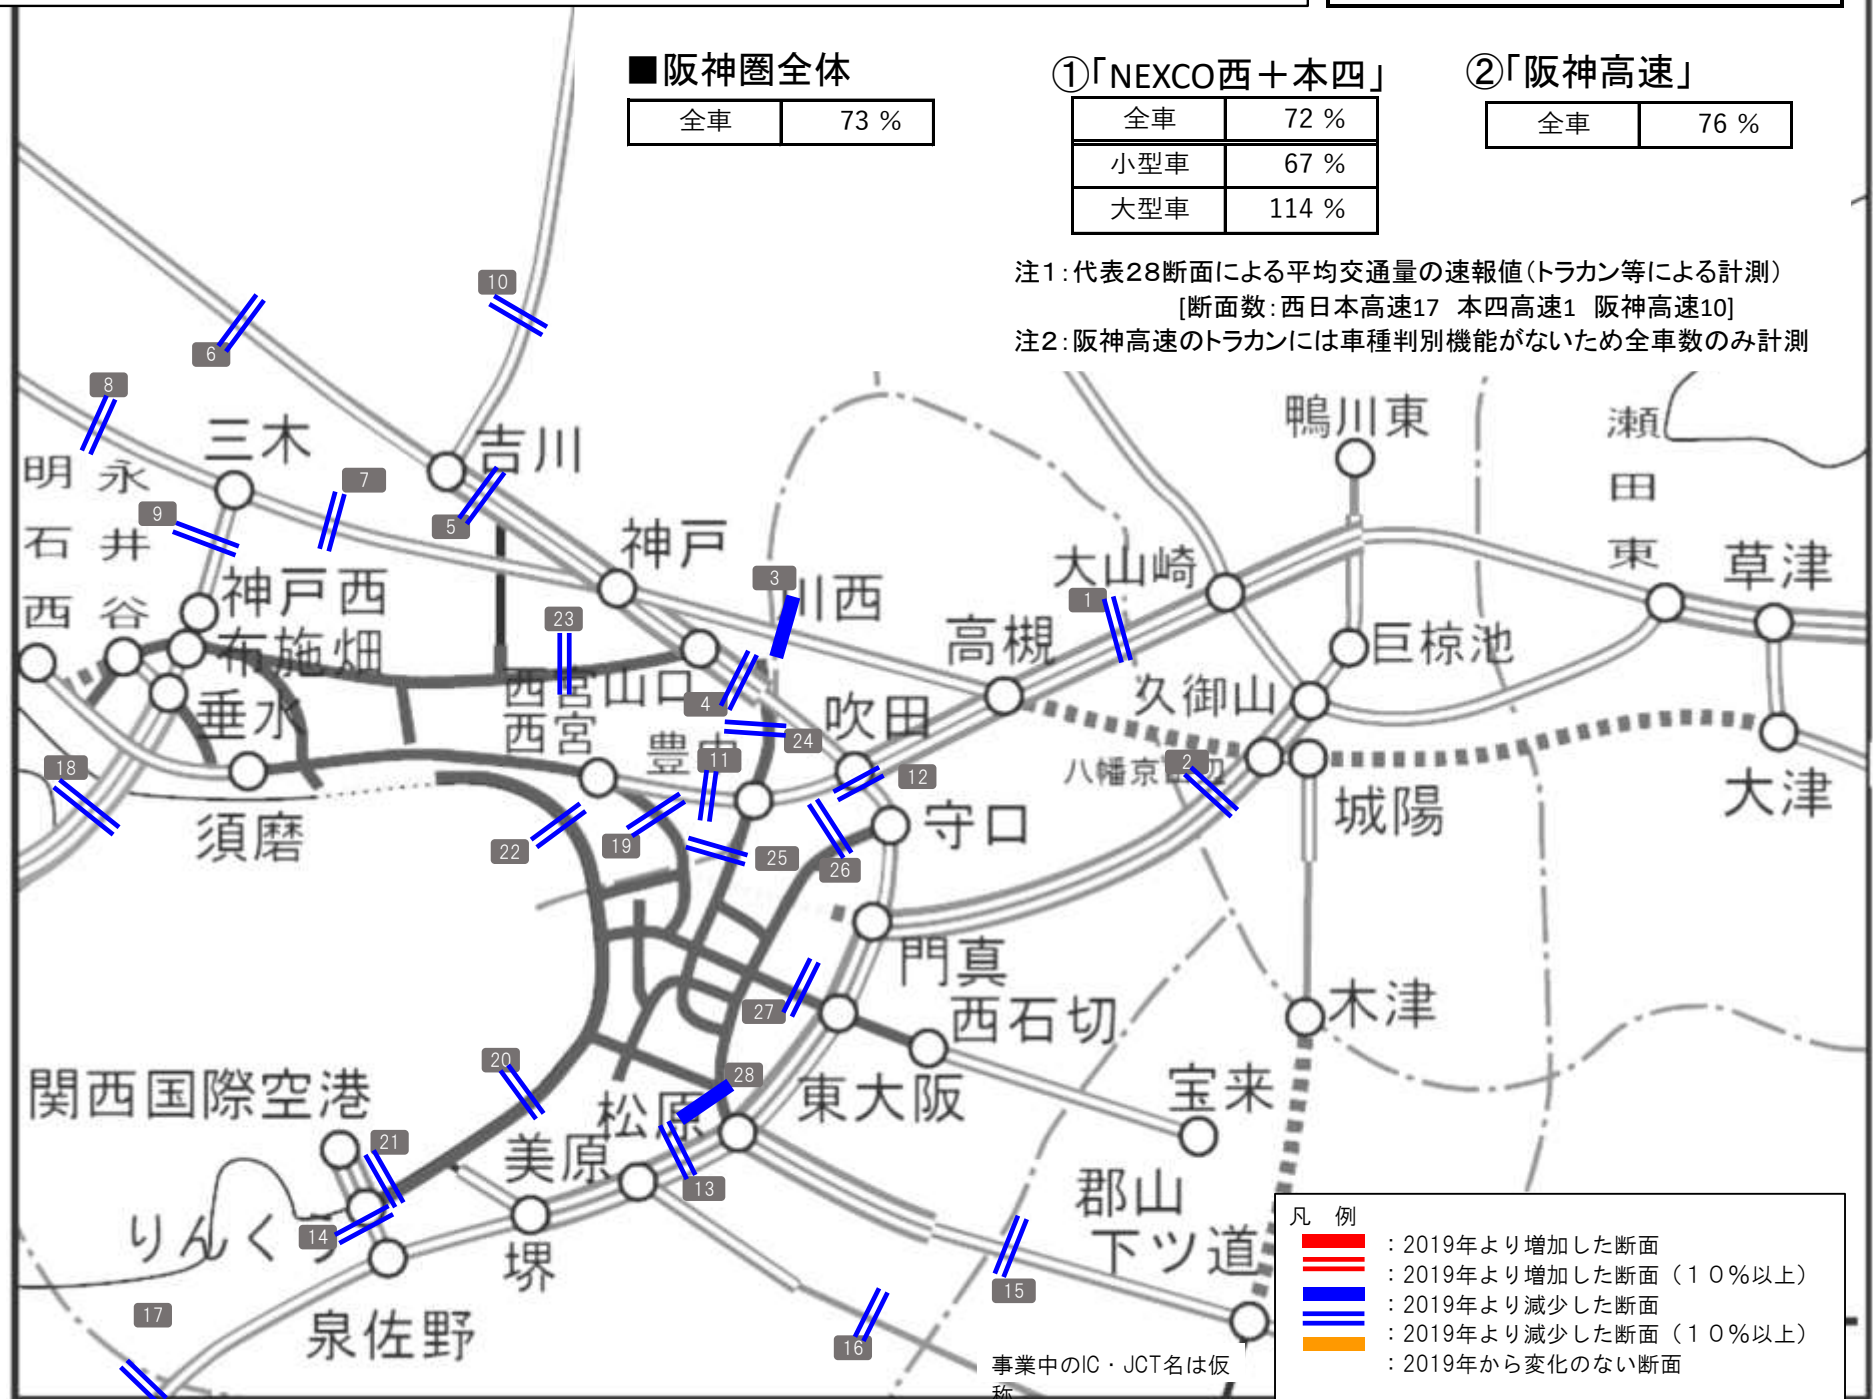 ■阪神圏全体
全車 73 %
①「NEXCO西＋本四」
全車 72 %
小型車 67 %
大型車 114 %
②「阪神高速」
全車 76 %
注1：代表28断面による平均交通量の速報値（トラカン等による計測）
[断面数：西日本高速17 本四高速1 阪神高速10]
注2：阪神高速のトラカンには車種判別機能がないため全車数のみ計測
10
6
8
三木
吉川
鴨川東
瀬田東
明石西
永井谷
7
9
5
神戸
大山崎
草津
3
川西
1
神戸西
布施畑
23
高槻
巨椋池
西宮山口
4
久御山
垂水
西宮
吹田
24
豊中
11
18
12
八幡京田辺
2
大津
須磨
22
19
25
26
守口
城陽
門真
27
西石切
木津
20
28
関西国際空港
松原
東大阪
宝来
21
美原
13
郡山
下ツ道
りんくう
14
堺
15
17
泉佐野
16
事業中のIC・JCT名は仮
称
凡 例
：2019年より増加した断面
：2019年より増加した断面（１０％以上）
：2019年より減少した断面
：2019年より減少した断面（１０％以上）
：2019年から変化のない断面